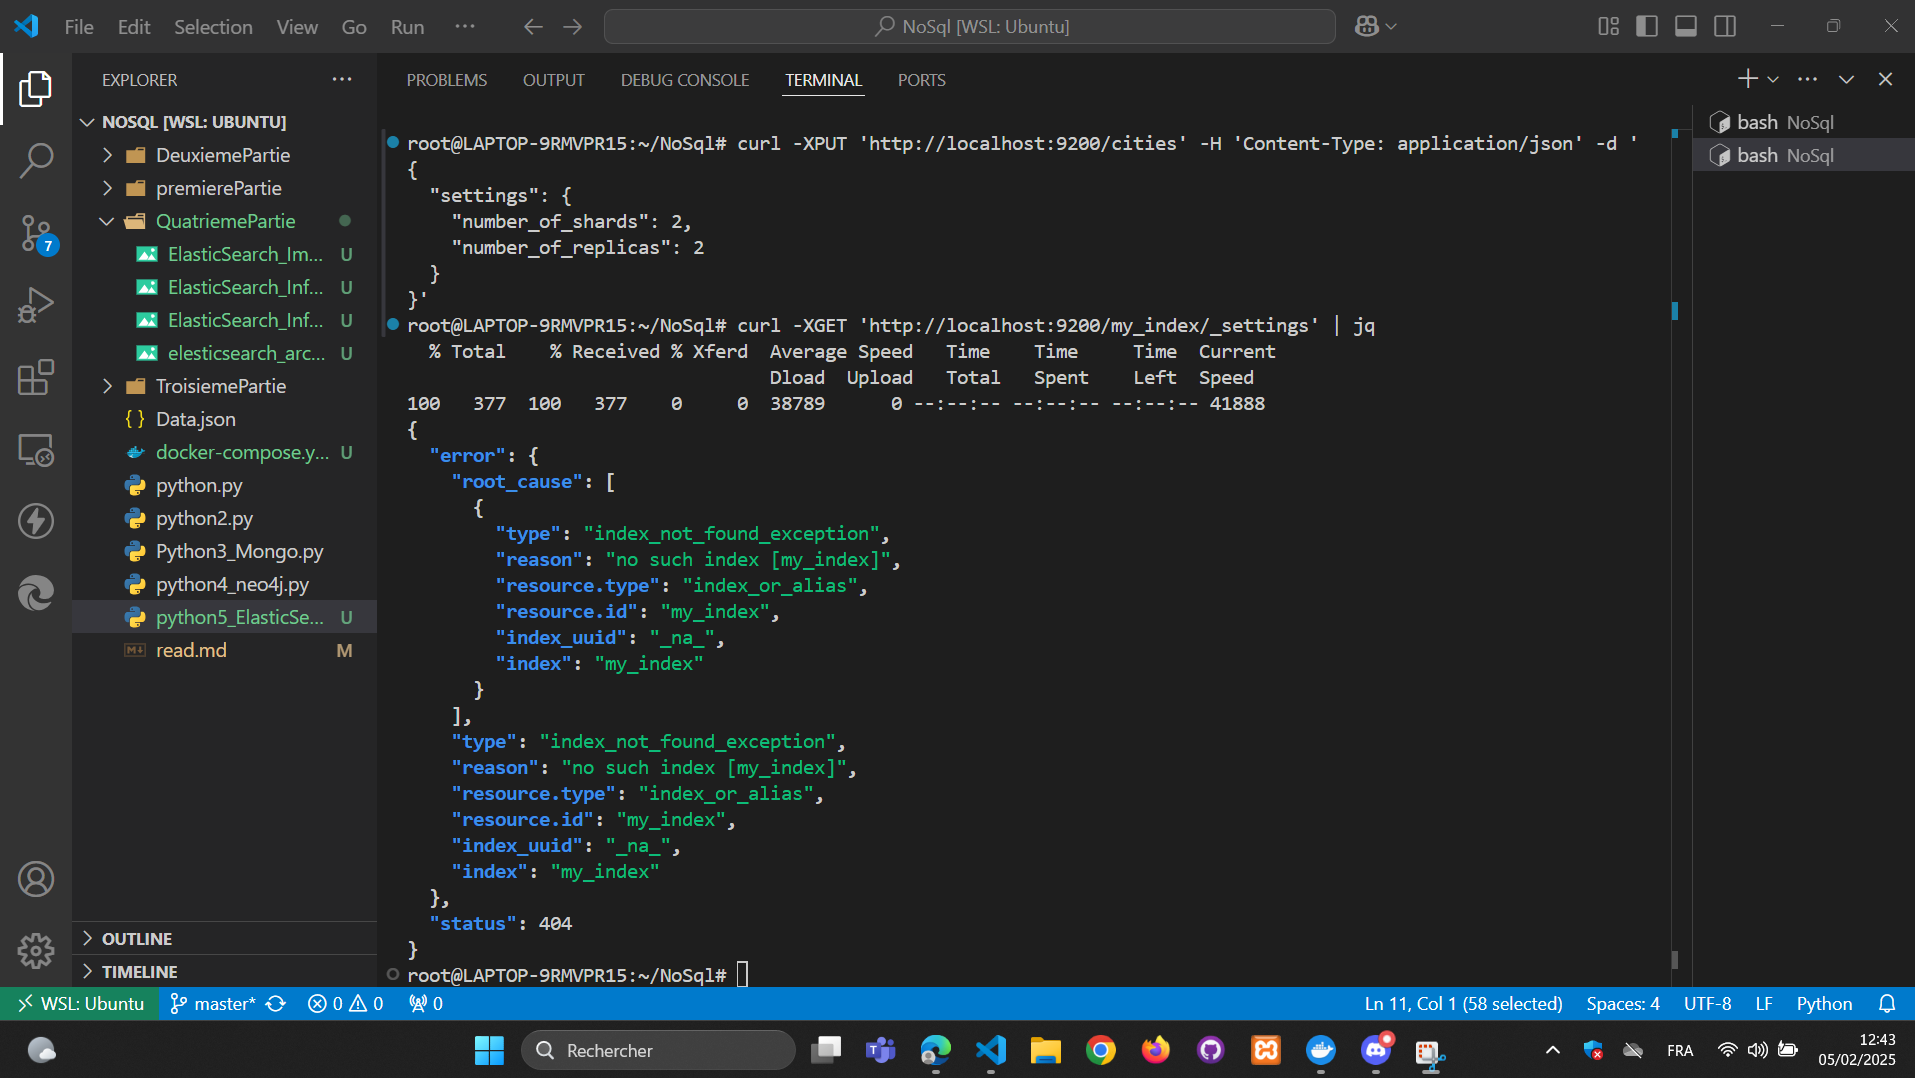 File Edit Selection View Go Run ···
NoSql [WSL: Ubuntu]
EXPLORER
NOSQL [WSL: UBUNTU]
DeuxiemePartie
premierePartie
QuatriemePartie
ElasticSearch_Im... U
ElasticSearch_Inf... U
ElasticSearch_Inf... U
elesticsearch_arc... U
TroisiemePartie
{ } Data.json
docker-compose.y... U
python.py
python2.py
Python3_Mongo.py
python4_neo4j.py
python5_ElasticSe... U
read.md M
OUTLINE
TIMELINE
7
PROBLEMS OUTPUT DEBUG CONSOLE TERMINAL PORTS
root@LAPTOP-9RMVPR15:~/NoSql# curl -XPUT 'http://localhost:9200/cities' -H 'Content-Type: application/json' -d '
{
"settings": {
"number_of_shards": 2,
"number_of_replicas": 2
}
}'
root@LAPTOP-9RMVPR15:~/NoSql# curl -XGET 'http://localhost:9200/my_index/_settings' | jq
% Total % Received % Xferd Average Speed Time Time Time Current
Dload Upload Total Spent Left Speed
100 377 100 377 0 0 38789 0 --:--:-- --:--:-- --:--:-- 41888
{
"error": {
"root_cause": [
{
"type": "index_not_found_exception",
"reason": "no such index [my_index]",
"resource.type": "index_or_alias",
"resource.id": "my_index",
"index_uuid": "_na_",
"index": "my_index"
}
],
"type": "index_not_found_exception",
"reason": "no such index [my_index]",
"resource.type": "index_or_alias",
"resource.id": "my_index",
"index_uuid": "_na_",
"index": "my_index"
},
"status": 404
}
root@LAPTOP-9RMVPR15:~/NoSql#
bash NoSql
bash NoSql
WSL: Ubuntu master* 0 0 0 Ln 11, Col 1 (58 selected) Spaces: 4 UTF-8 LF Python
Rechercher
FRA
12:43
05/02/2025